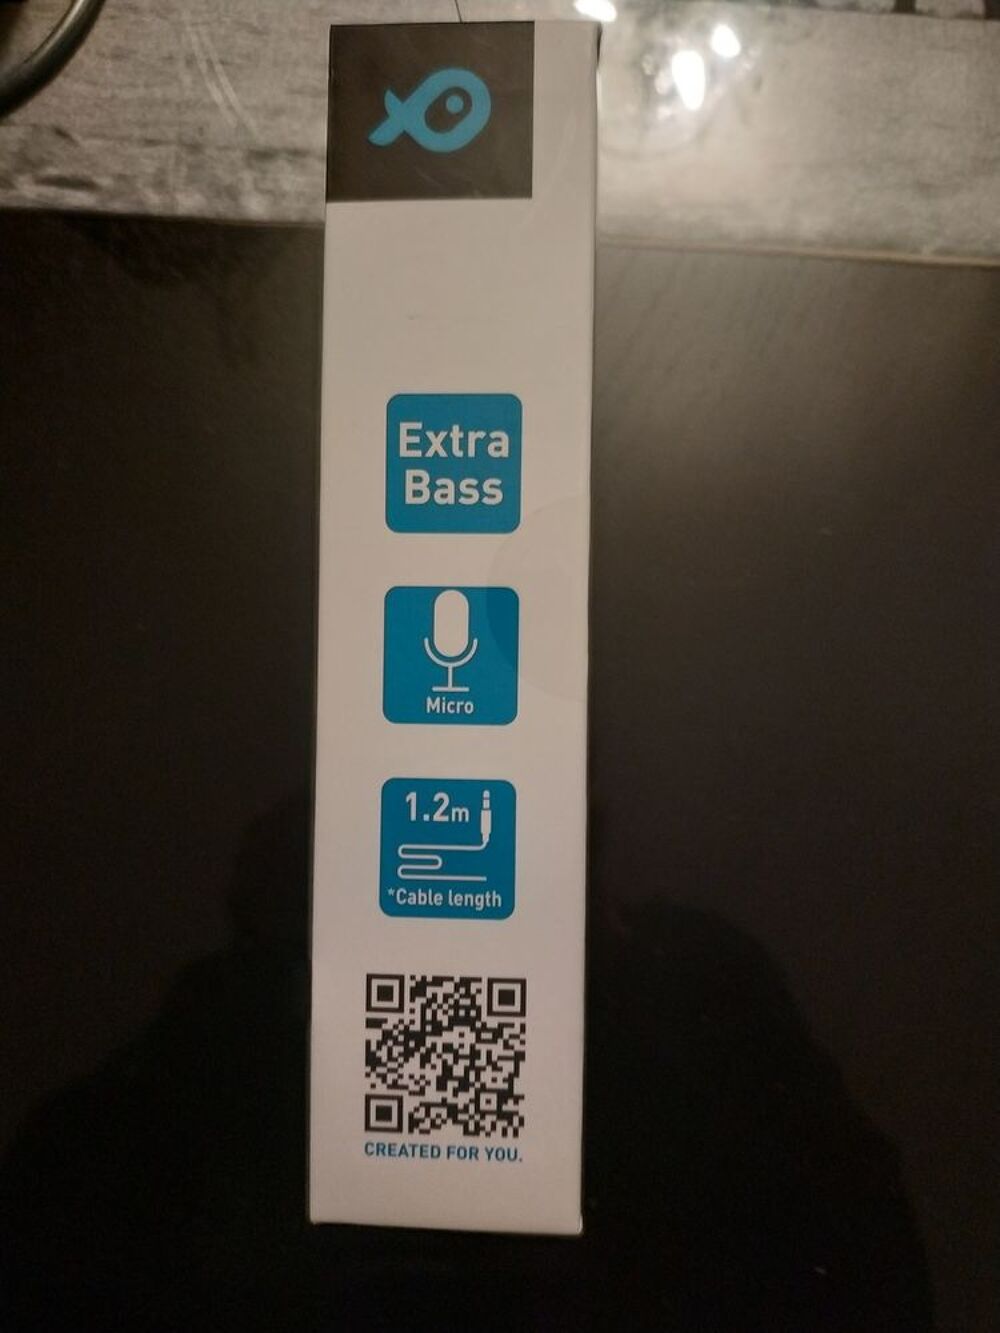 Extra
Bass
Micro
1.2m
*Cable length
CREATED FOR YOU.